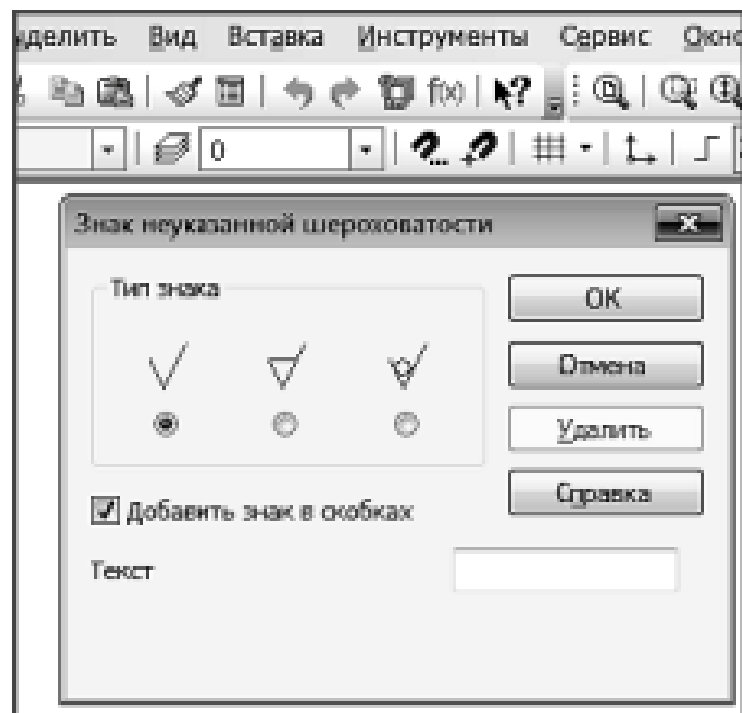 делить Вид Вставка Инструменты Сервис Окно
f(x)
0
Знак неуказанной шероховатости
Тип знака
OK
Отмена
Удалить
Справка
Добавить знак в скобках
Текст